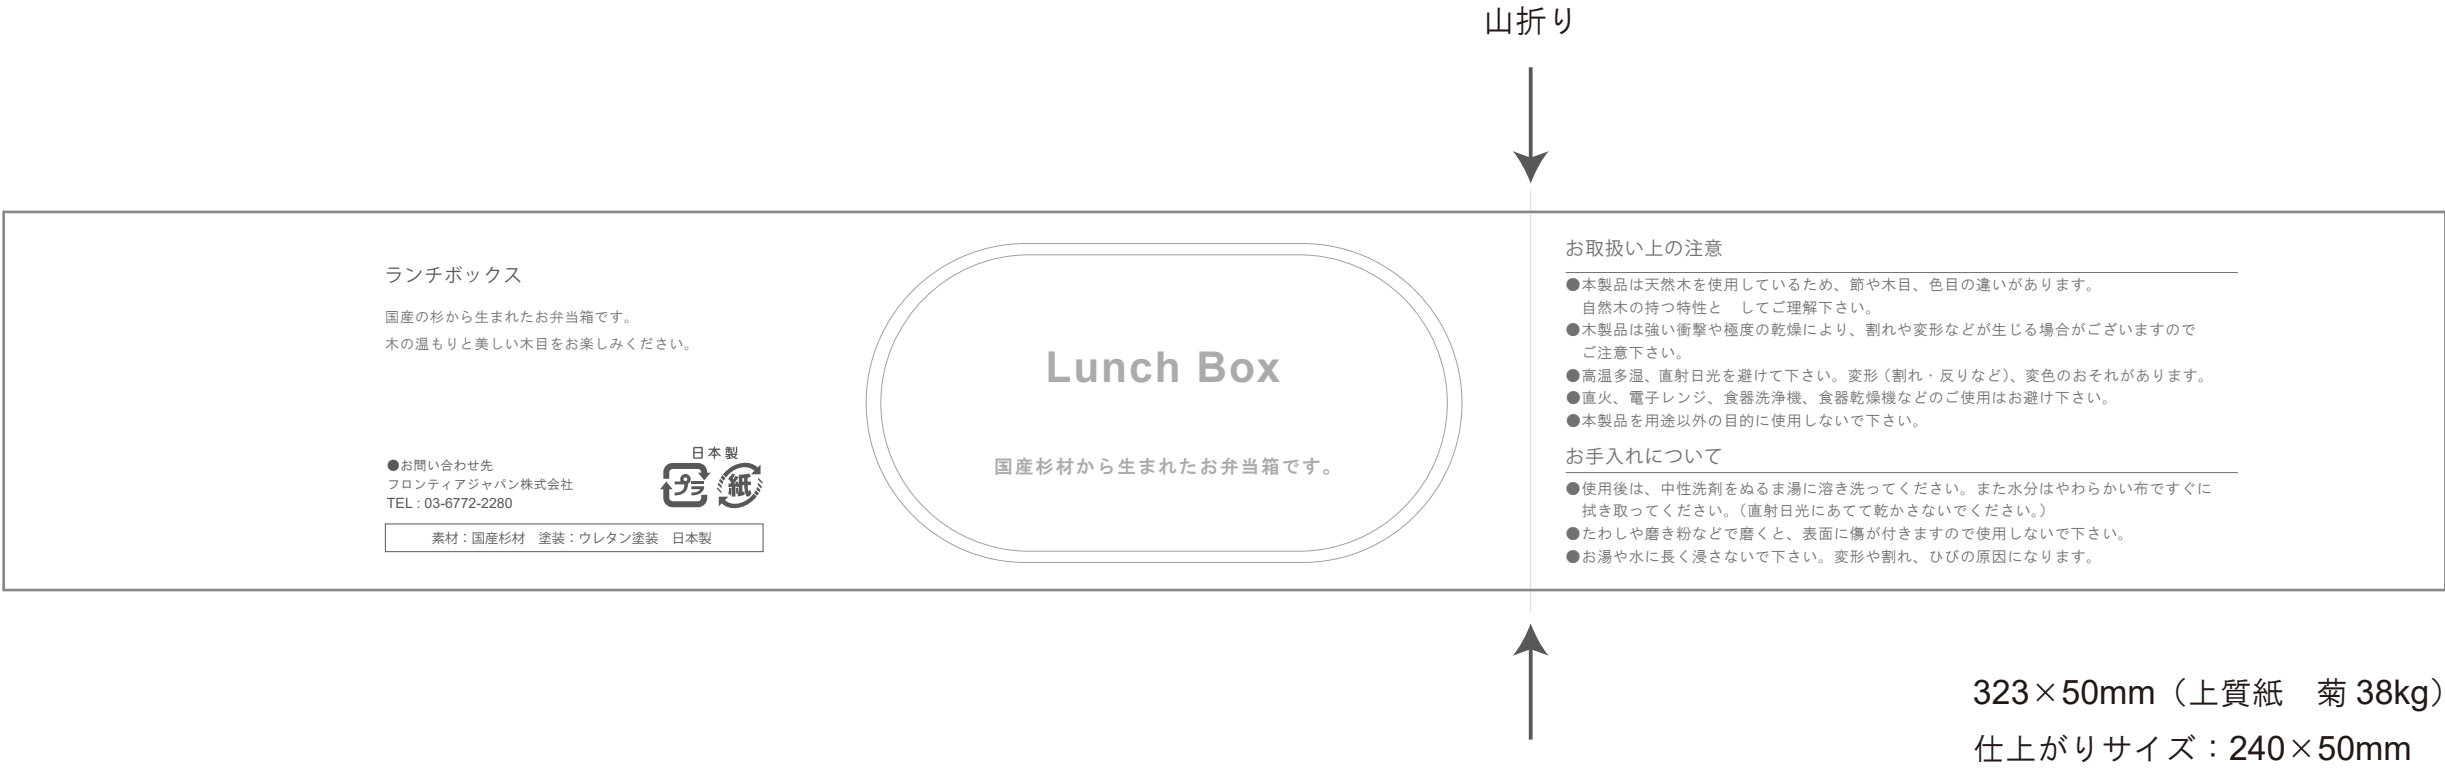 山折り
ランチボックス
国産の杉から生まれたお弁当箱です。
木の温もりと美しい木目をお楽しみください。
●お問い合わせ先
フロンティアジャパン株式会社
TEL : 03-6772-2280
日本製
プラ
紙
素材：国産杉材　塗装：ウレタン塗装　日本製
Lunch Box
国産杉材から生まれたお弁当箱です。
お取扱い上の注意
●本製品は天然木を使用しているため、節や木目、色目の違いがあります。
自然木の持つ特性と　してご理解下さい。
●木製品は強い衝撃や極度の乾燥により、割れや変形などが生じる場合がございますので
ご注意下さい。
●高温多湿、直射日光を避けて下さい。変形（割れ・反りなど）、変色のおそれがあります。
●直火、電子レンジ、食器洗浄機、食器乾燥機などのご使用はお避け下さい。
●本製品を用途以外の目的に使用しないで下さい。
お手入れについて
●使用後は、中性洗剤をぬるま湯に溶き洗ってください。また水分はやわらかい布ですぐに
拭き取ってください。（直射日光にあてて乾かさないでください。）
●たわしや磨き粉などで磨くと、表面に傷が付きますので使用しないで下さい。
●お湯や水に長く浸さないで下さい。変形や割れ、ひびの原因になります。
323×50mm（上質紙　菊 38kg）
仕上がりサイズ：240×50mm